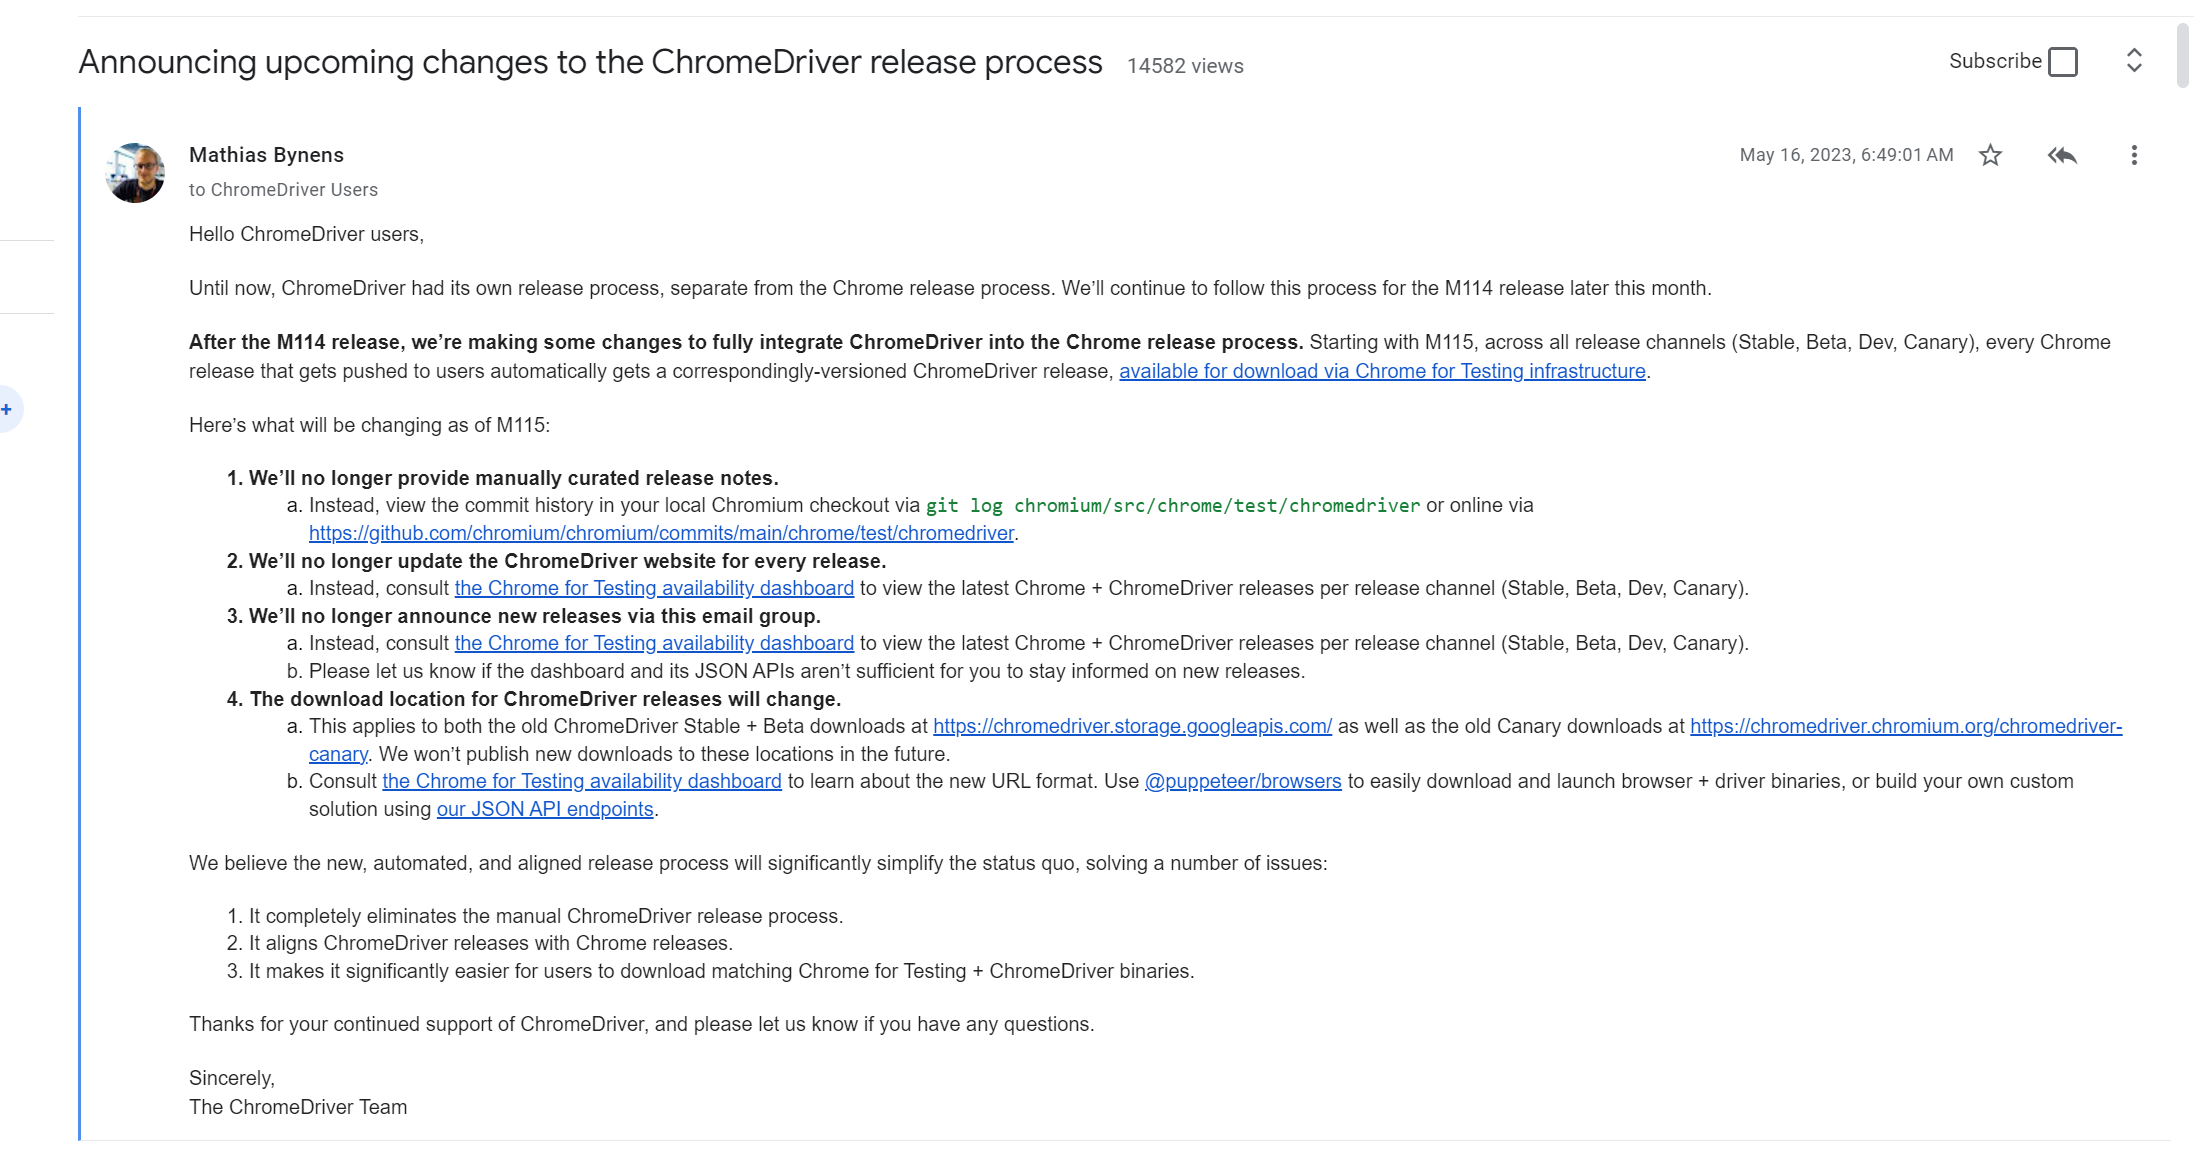 Announcing upcoming changes to the ChromeDriver release process 14582 views Subscribe
Mathias Bynens May 16, 2023, 6:49:01 AM
to ChromeDriver Users
Hello ChromeDriver users,
Until now, ChromeDriver had its own release process, separate from the Chrome release process. We’ll continue to follow this process for the M114 release later this month.
After the M114 release, we’re making some changes to fully integrate ChromeDriver into the Chrome release process. Starting with M115, across all release channels (Stable, Beta, Dev, Canary), every Chrome
release that gets pushed to users automatically gets a correspondingly-versioned ChromeDriver release, available for download via Chrome for Testing infrastructure.
Here’s what will be changing as of M115:
1. We’ll no longer provide manually curated release notes.
a. Instead, view the commit history in your local Chromium checkout via git log chromium/src/chrome/test/chromedriver or online via
https://github.com/chromium/chromium/commits/main/chrome/test/chromedriver.
2. We’ll no longer update the ChromeDriver website for every release.
a. Instead, consult the Chrome for Testing availability dashboard to view the latest Chrome + ChromeDriver releases per release channel (Stable, Beta, Dev, Canary).
3. We’ll no longer announce new releases via this email group.
a. Instead, consult the Chrome for Testing availability dashboard to view the latest Chrome + ChromeDriver releases per release channel (Stable, Beta, Dev, Canary).
b. Please let us know if the dashboard and its JSON APIs aren’t sufficient for you to stay informed on new releases.
4. The download location for ChromeDriver releases will change.
a. This applies to both the old ChromeDriver Stable + Beta downloads at https://chromedriver.storage.googleapis.com/ as well as the old Canary downloads at https://chromedriver.chromium.org/chromedriver-
canary. We won’t publish new downloads to these locations in the future.
b. Consult the Chrome for Testing availability dashboard to learn about the new URL format. Use @puppeteer/browsers to easily download and launch browser + driver binaries, or build your own custom
solution using our JSON API endpoints.
We believe the new, automated, and aligned release process will significantly simplify the status quo, solving a number of issues:
1. It completely eliminates the manual ChromeDriver release process.
2. It aligns ChromeDriver releases with Chrome releases.
3. It makes it significantly easier for users to download matching Chrome for Testing + ChromeDriver binaries.
Thanks for your continued support of ChromeDriver, and please let us know if you have any questions.
Sincerely,
The ChromeDriver Team